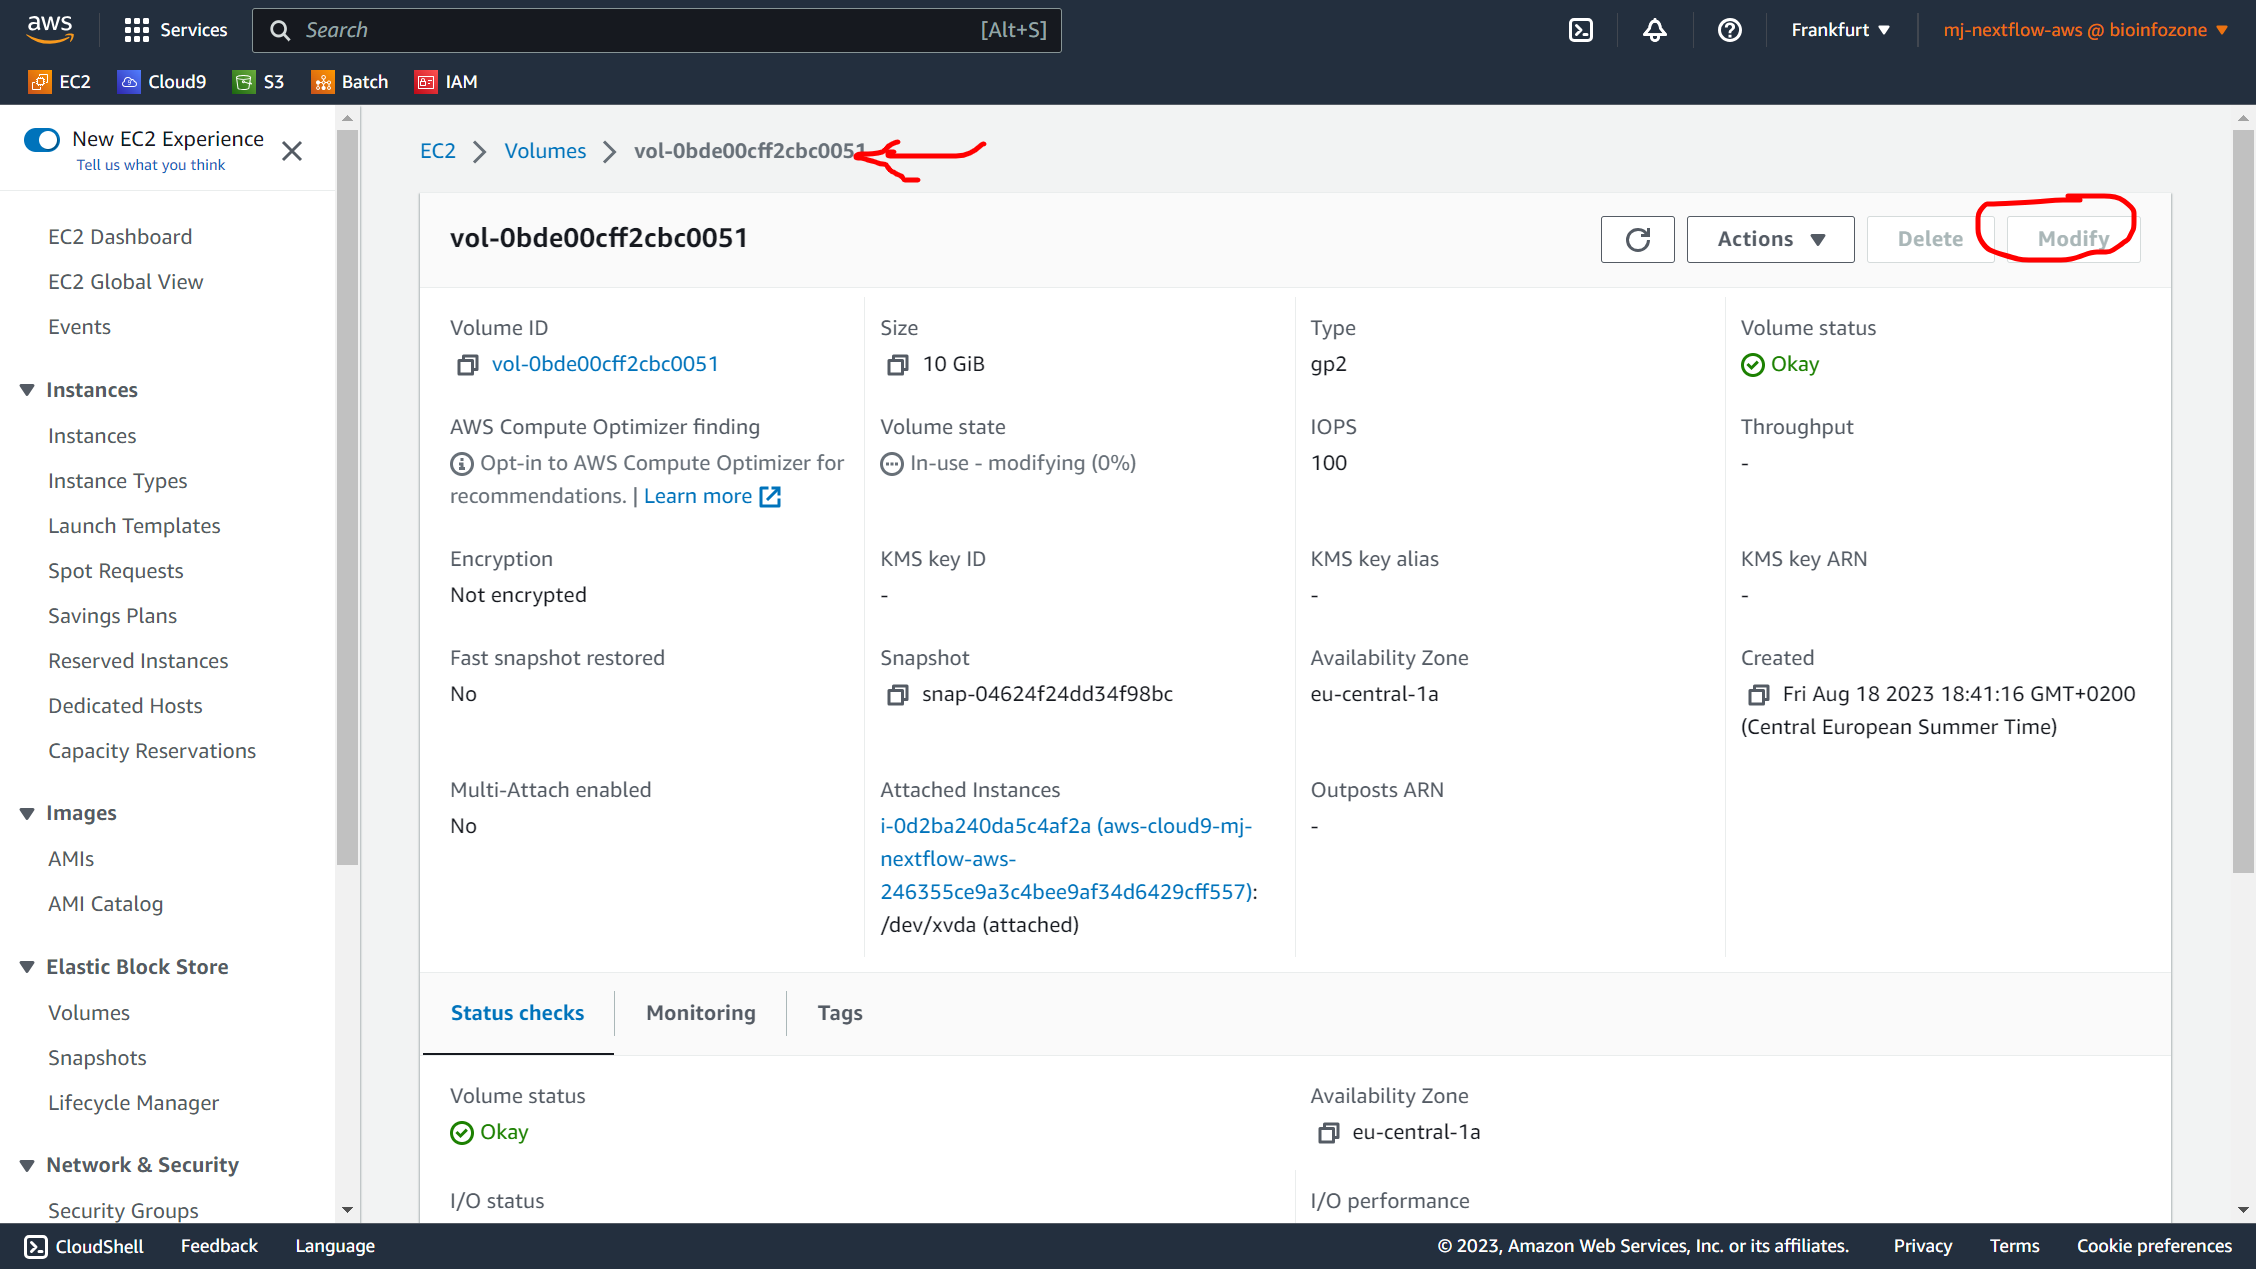 aws
Services
Search [Alt+S]
Frankfurt
mj-nextflow-aws @ bioinfozone
EC2
Cloud9
S3
Batch
IAM
New EC2 Experience
Tell us what you think
EC2 Dashboard
EC2 Global View
Events
Instances
Instances
Instance Types
Launch Templates
Spot Requests
Savings Plans
Reserved Instances
Dedicated Hosts
Capacity Reservations
Images
AMIs
AMI Catalog
Elastic Block Store
Volumes
Snapshots
Lifecycle Manager
Network & Security
Security Groups
EC2 Volumes vol-0bde00cff2cbc0051
vol-0bde00cff2cbc0051
Actions
Delete
Modify
Volume ID
vol-0bde00cff2cbc0051
Size
10 GiB
Type
gp2
Volume status
Okay
AWS Compute Optimizer finding
Opt-in to AWS Compute Optimizer for
recommendations. | Learn more
Volume state
In-use - modifying (0%)
IOPS
100
Throughput
-
Encryption
Not encrypted
KMS key ID
-
KMS key alias
-
KMS key ARN
-
Fast snapshot restored
No
Snapshot
snap-04624f24dd34f98bc
Availability Zone
eu-central-1a
Created
Fri Aug 18 2023 18:41:16 GMT+0200
(Central European Summer Time)
Multi-Attach enabled
No
Attached Instances
i-0d2ba240da5c4af2a (aws-cloud9-mj-
nextflow-aws-
246355ce9a3c4bee9af34d6429cff557):
/dev/xvda (attached)
Outposts ARN
-
Status checks
Monitoring
Tags
Volume status
Okay
Availability Zone
eu-central-1a
I/O status
I/O performance
CloudShell
Feedback
Language
© 2023, Amazon Web Services, Inc. or its affiliates.
Privacy
Terms
Cookie preferences